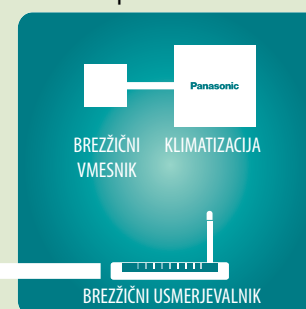 Panasonic
BREZŽIČNI
VMESNIK
KLIMATIZACIJA
BREZŽIČNI USMERJEVALNIK